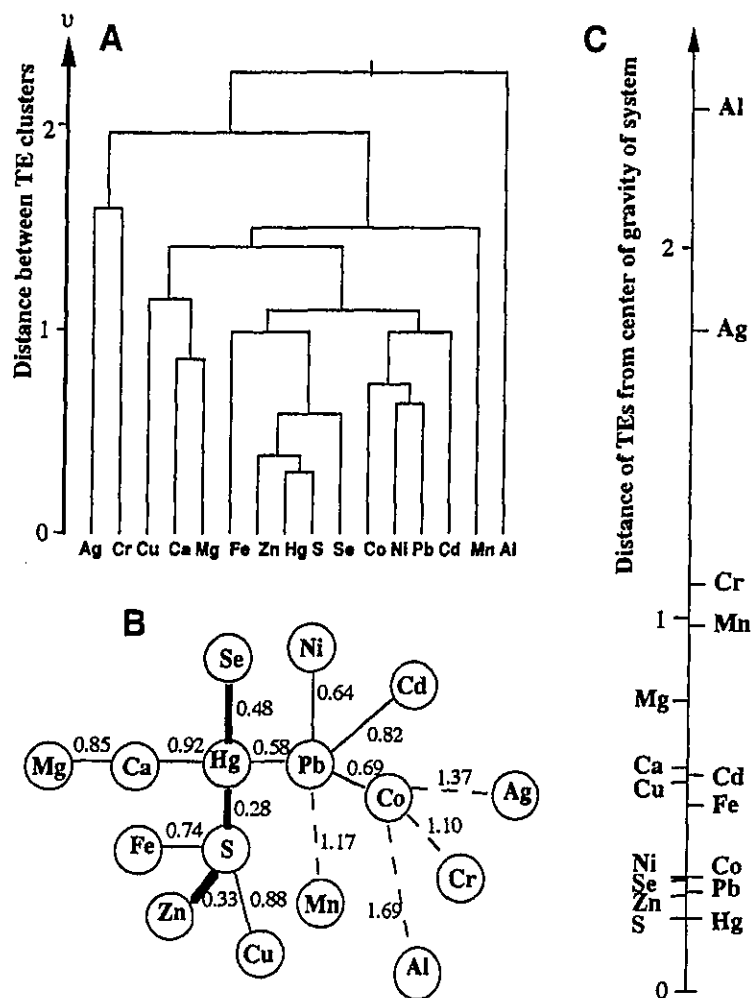 A
υ
Distance between TE clusters
2
1
0
Ag Cr Cu Ca Mg Fe Zn Hg S Se Co Ni Pb Cd Mn Al
B
Se
Ni
Cd
0.48
0.64
0.82
Mg 0.85 Ca 0.92 Hg 0.58 Pb
0.69
Co
1.37
Ag
0.28
1.10
Cr
Fe 0.74 S
1.17
Zn
0.33
0.88
Mn
1.69
Cu
Al
C
Distance of TEs from center of gravity of system
Al
2
Ag
Cr
1
Mn
Mg
Ca
Cd
Cu
Fe
Ni Co
Se Pb
Zn
S Hg
0